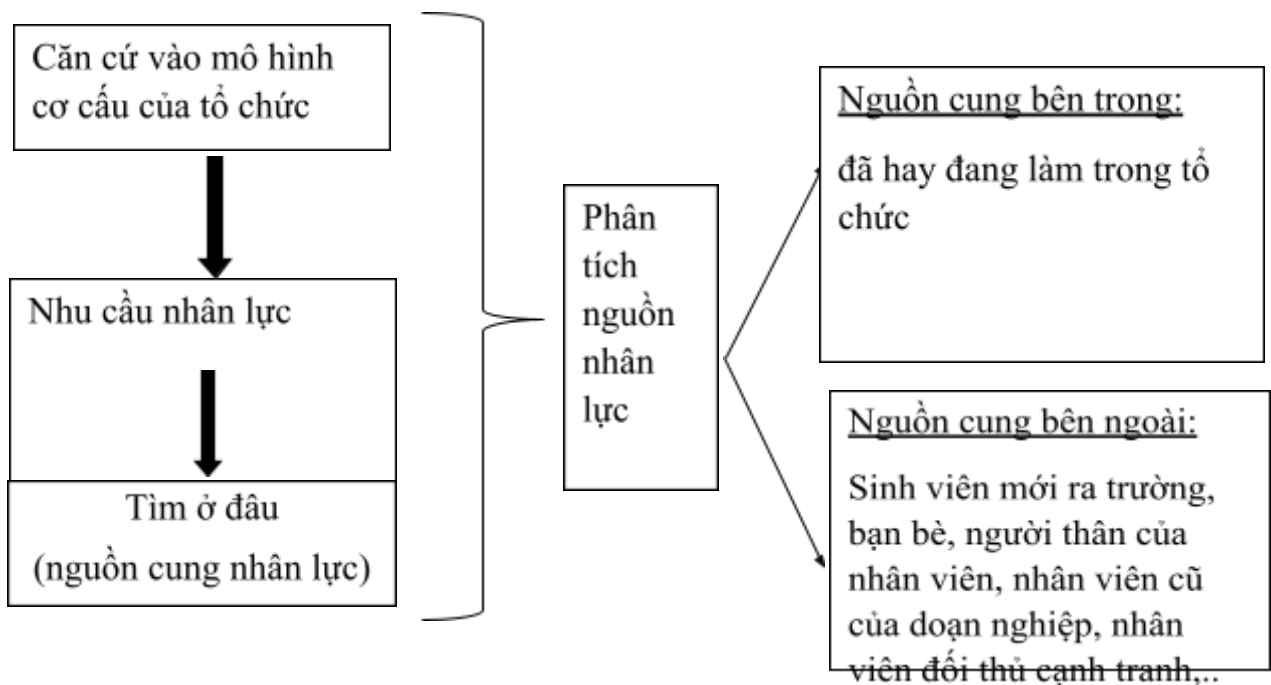 Căn cứ vào mô hình
cơ cấu của tổ chức
Nhu cầu nhân lực
Tìm ở đâu
(nguồn cung nhân lực)
Phân
tích
nguồn
nhân
lực
Nguồn cung bên trong:
đã hay đang làm trong tổ
chức
Nguồn cung bên ngoài:
Sinh viên mới ra trường,
bạn bè, người thân của
nhân viên, nhân viên cũ
của doạn nghiệp, nhân
viên đối thủ cạnh tranh,..